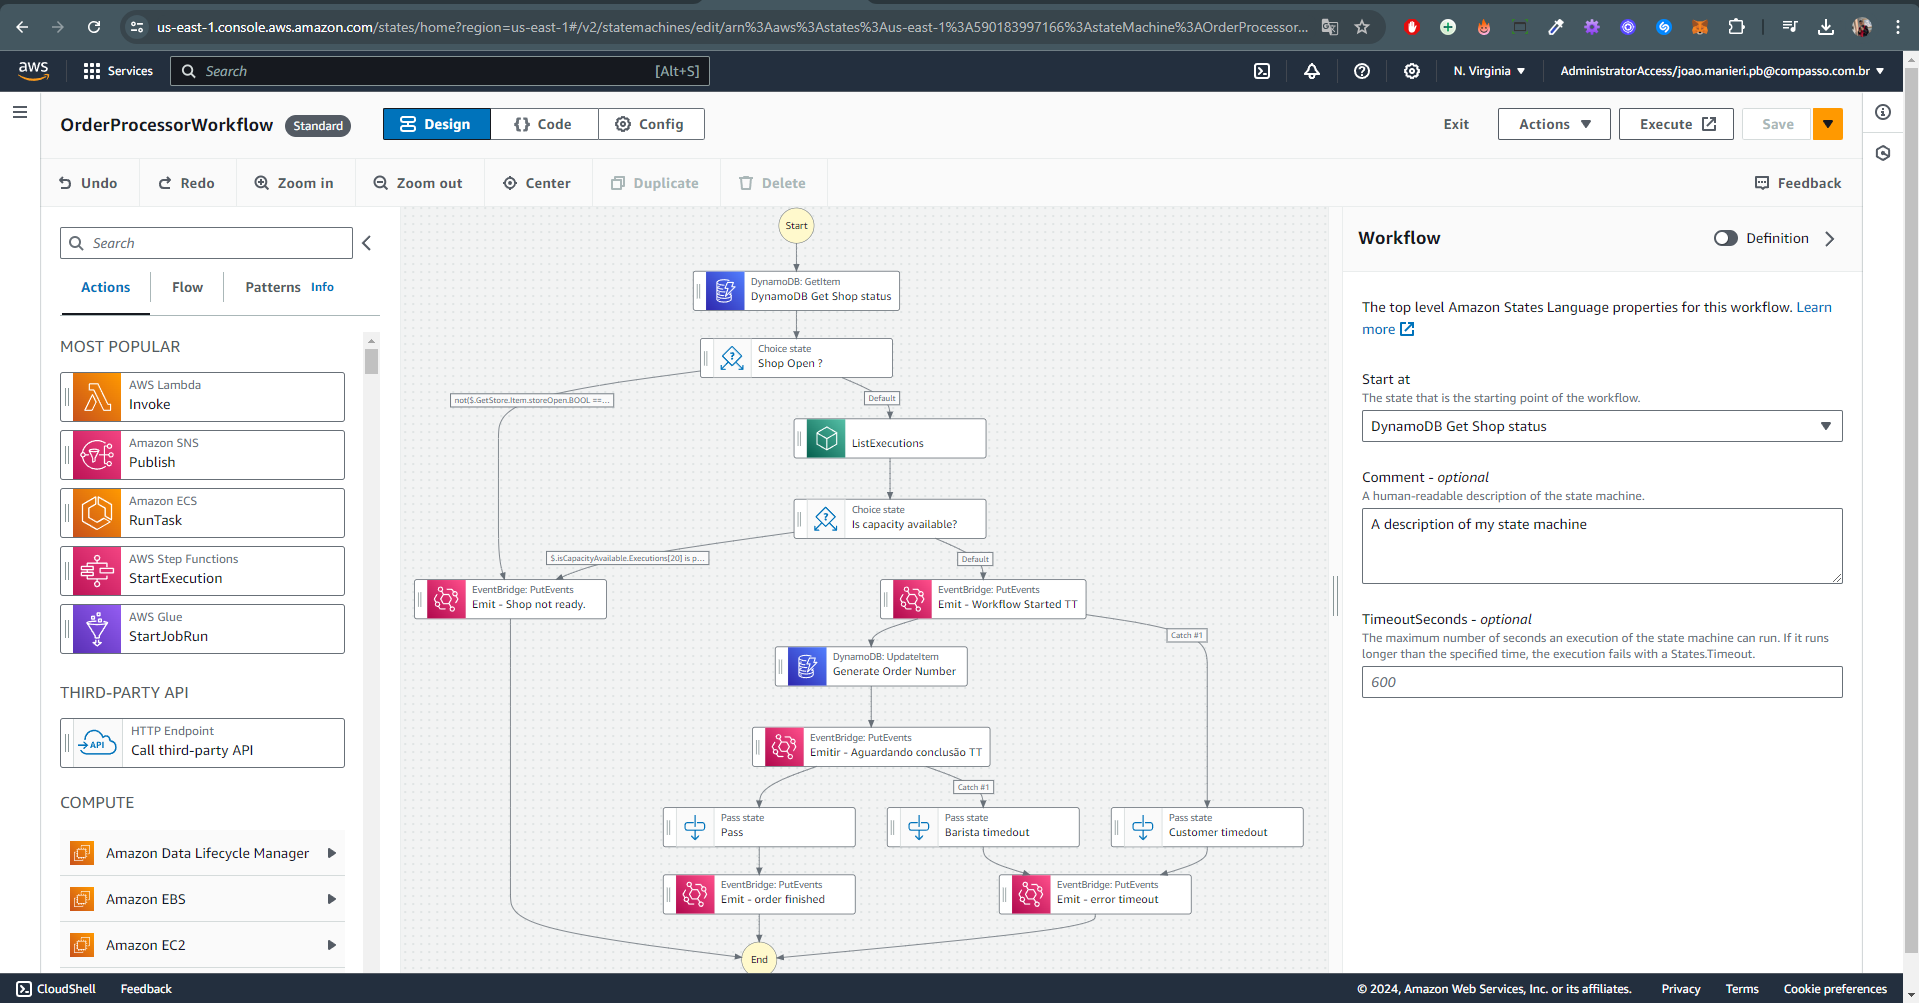 us-east-1.console.aws.amazon.com/states/home?region=us-east-1#/v2/statemachines/edit/arn%3Aaws%3Astates%3Aus-east-1%3A590183997166%3AstateMachine%3AOrderProcessor...
aws
Services
Search
[Alt+S]
N. Virginia
AdministratorAccess/joao.manieri.pb@compasso.com.br
OrderProcessorWorkflow
Standard
Design
Code
Config
Exit
Actions
Execute
Save
Undo
Redo
Zoom in
Zoom out
Center
Duplicate
Delete
Feedback
Search
Actions
Flow
Patterns
Info
MOST POPULAR
AWS Lambda
Invoke
Amazon SNS
Publish
Amazon ECS
RunTask
AWS Step Functions
StartExecution
AWS Glue
StartJobRun
THIRD-PARTY API
HTTP Endpoint
API
Call third-party API
COMPUTE
Amazon Data Lifecycle Manager
Amazon EBS
Amazon EC2
Start
DynamoDB: GetItem
DynamoDB Get Shop status
Choice state
Shop Open ?
not($.GetStore.Item.storeOpen.BOOL ==...
Default
ListExecutions
Choice state
Is capacity available?
$.isCapacityAvailable.Executions[20] is p...
Default
EventBridge: PutEvents
Emit - Shop not ready.
EventBridge: PutEvents
Emit - Workflow Started TT
Catch #1
DynamoDB: UpdateItem
Generate Order Number
EventBridge: PutEvents
Emitir - Aguardando conclusão TT
Catch #1
Pass state
Pass
Pass state
Barista timedout
Pass state
Customer timedout
EventBridge: PutEvents
Emit - order finished
EventBridge: PutEvents
Emit - error timeout
End
Workflow
Definition
The top level Amazon States Language properties for this workflow. Learn
more
Start at
The state that is the starting point of the workflow.
DynamoDB Get Shop status
Comment - optional
A human-readable description of the state machine.
A description of my state machine
TimeoutSeconds - optional
The maximum number of seconds an execution of the state machine can run. If it runs
longer than the specified time, the execution fails with a States.Timeout.
600
CloudShell
Feedback
© 2024, Amazon Web Services, Inc. or its affiliates.
Privacy
Terms
Cookie preferences